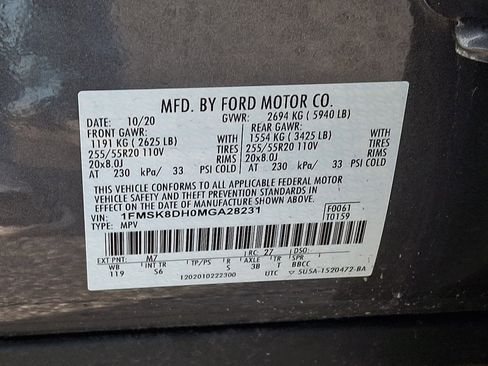 MFD. BY FORD MOTOR CO.
DATE: 10/20 GVWR: 2694 KG ( 5940 LB)
FRONT GAWR: REAR GAWR:
1191 KG ( 2625 LB) 1554 KG ( 3425 LB)
255/55R20 110V TIRES 255/55R20 110V TIRES
20x8.0J RIMS 20x8.0J RIMS
AT 230 kPa/ 33 PSI COLD AT 230 kPa/ 33 PSI COLD
THIS VEHICLE CONFORMS TO ALL APPLICABLE FEDERAL MOTOR
VEHICLE SAFETY AND THEFT PREVENTION STANDARDS IN
EFFECT ON THE DATE OF MANUFACTURE SHOWN ABOVE.
VIN: 1FMSK8DH0MGA28231 F0061
TYPE: MPV T0159
EXT PNT: M7 RC: 27 DSO:
WB INT TR TP/PS R AXLE TR SPR
119 S6 S 3B T BBCC
1202010222300 UTC 5U5A-1520472-BA